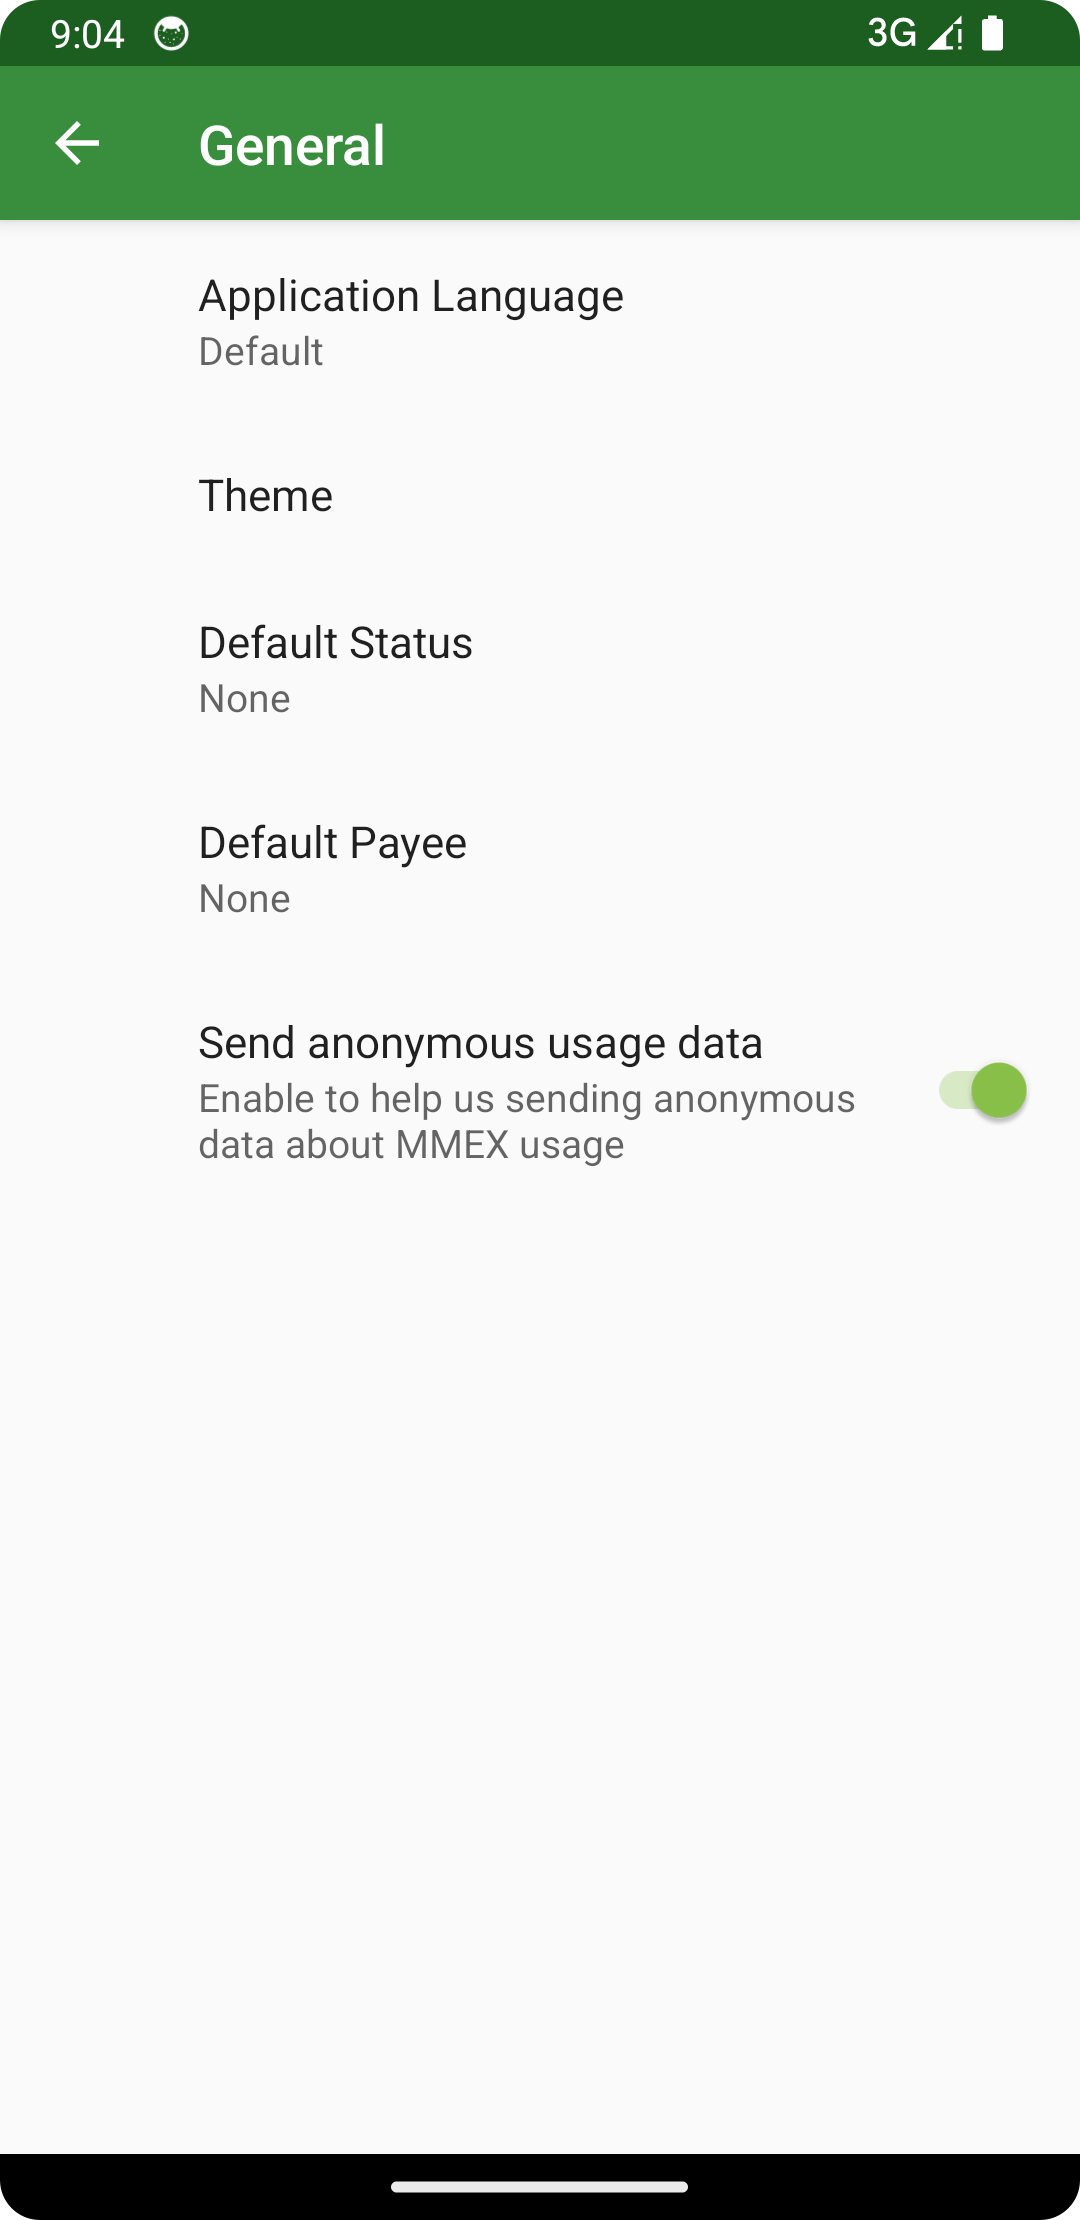 9:04
3G
General
Application Language
Default
Theme
Default Status
None
Default Payee
None
Send anonymous usage data
Enable to help us sending anonymous
data about MMEX usage